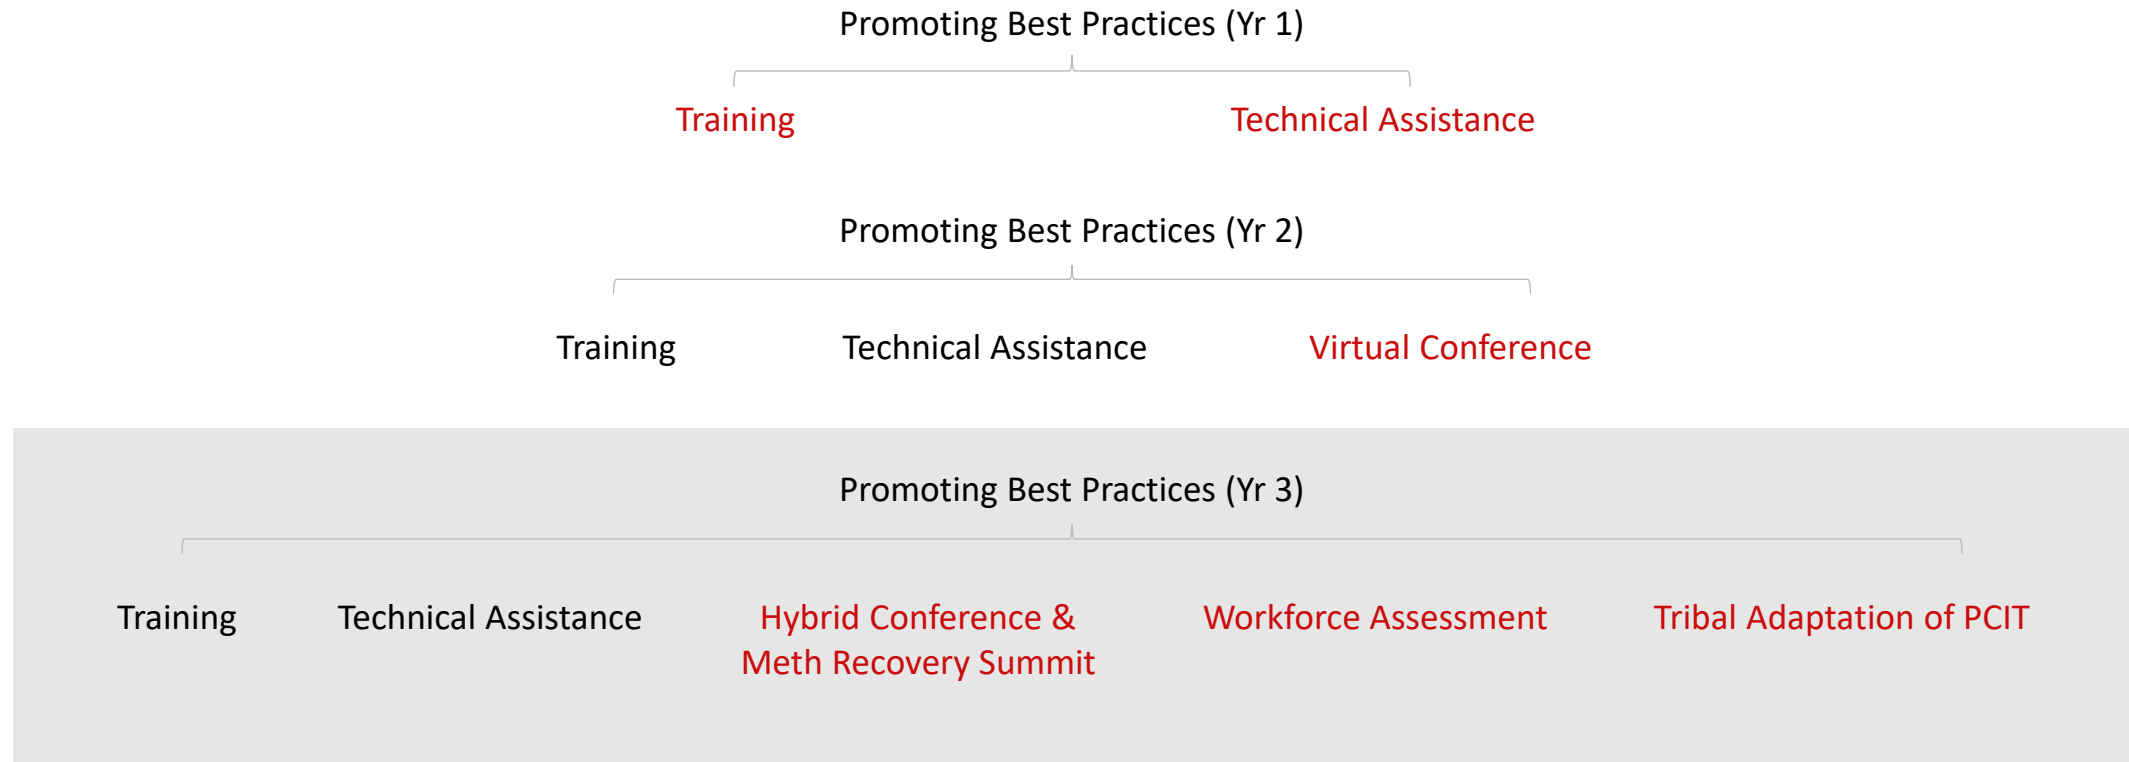 Promoting Best Practices (Yr 1)
Training
Technical Assistance
Promoting Best Practices (Yr 2)
Training
Technical Assistance
Virtual Conference
Promoting Best Practices (Yr 3)
Training
Technical Assistance
Hybrid Conference &
Meth Recovery Summit
Workforce Assessment
Tribal Adaptation of PCIT